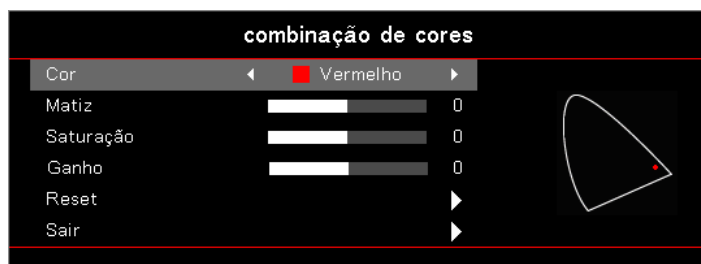 combinação de cores
Cor Vermelho
Matiz 0
Saturação 0
Ganho 0
Reset
Sair